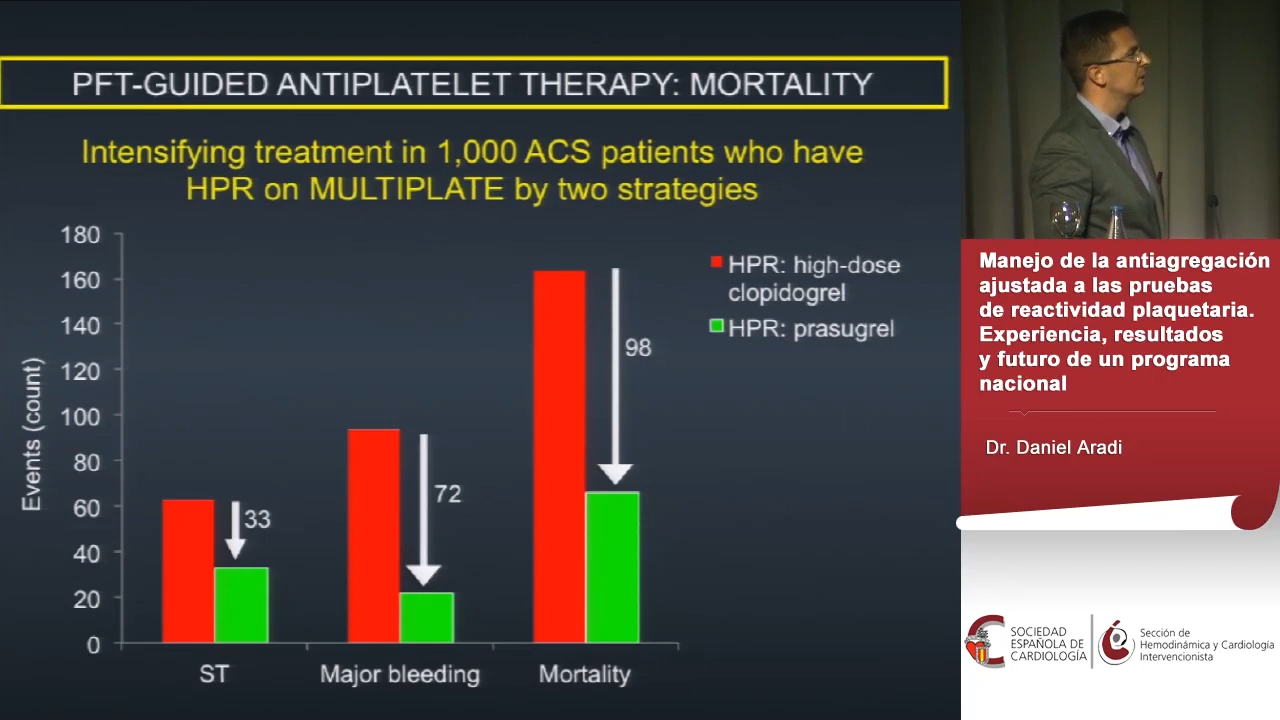 PFT-GUIDED ANTIPLATELET THERAPY: MORTALITY
Intensifying treatment in 1,000 ACS patients who have
HPR on MULTIPLATE by two strategies
180
160
140
120
100
80
60
40
20
0
Events (count)
33
72
98
ST
Major bleeding
Mortality
HPR: high-dose
clopidogrel
HPR: prasugrel
Manejo de la antiagregación
ajustada a las pruebas
de reactividad plaquetaria.
Experiencia, resultados
y futuro de un programa
nacional
Dr. Daniel Aradi
SOCIEDAD
ESPAÑOLA DE
CARDIOLOGÍA
Sección de
Hemodinámica y Cardiología
Intervencionista